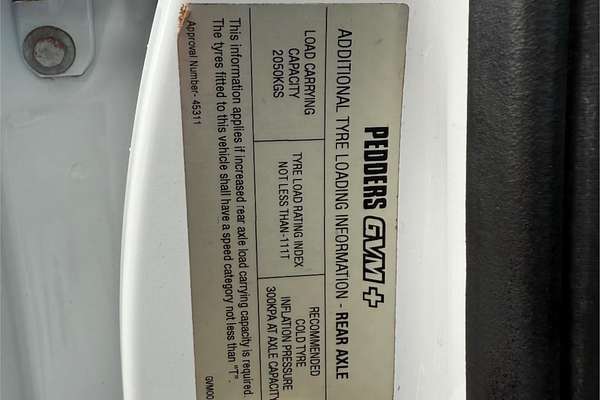 PEDDERS GVM+
ADDITIONAL TYRE LOADING INFORMATION - REAR AXLE
LOAD CARRYING
CAPACITY
2050KGS
TYRE LOAD RATING INDEX
NOT LESS THAN-111T
RECOMMENDED
COLD TYRE
INFLATION PRESSURE
300KPA AT AXLE CAPACITY
This information applies if increased rear axle load carrying capacity is required.
The tyres fitted to this vehicle shall have a speed category not less than "T".
Approval Number- 45311